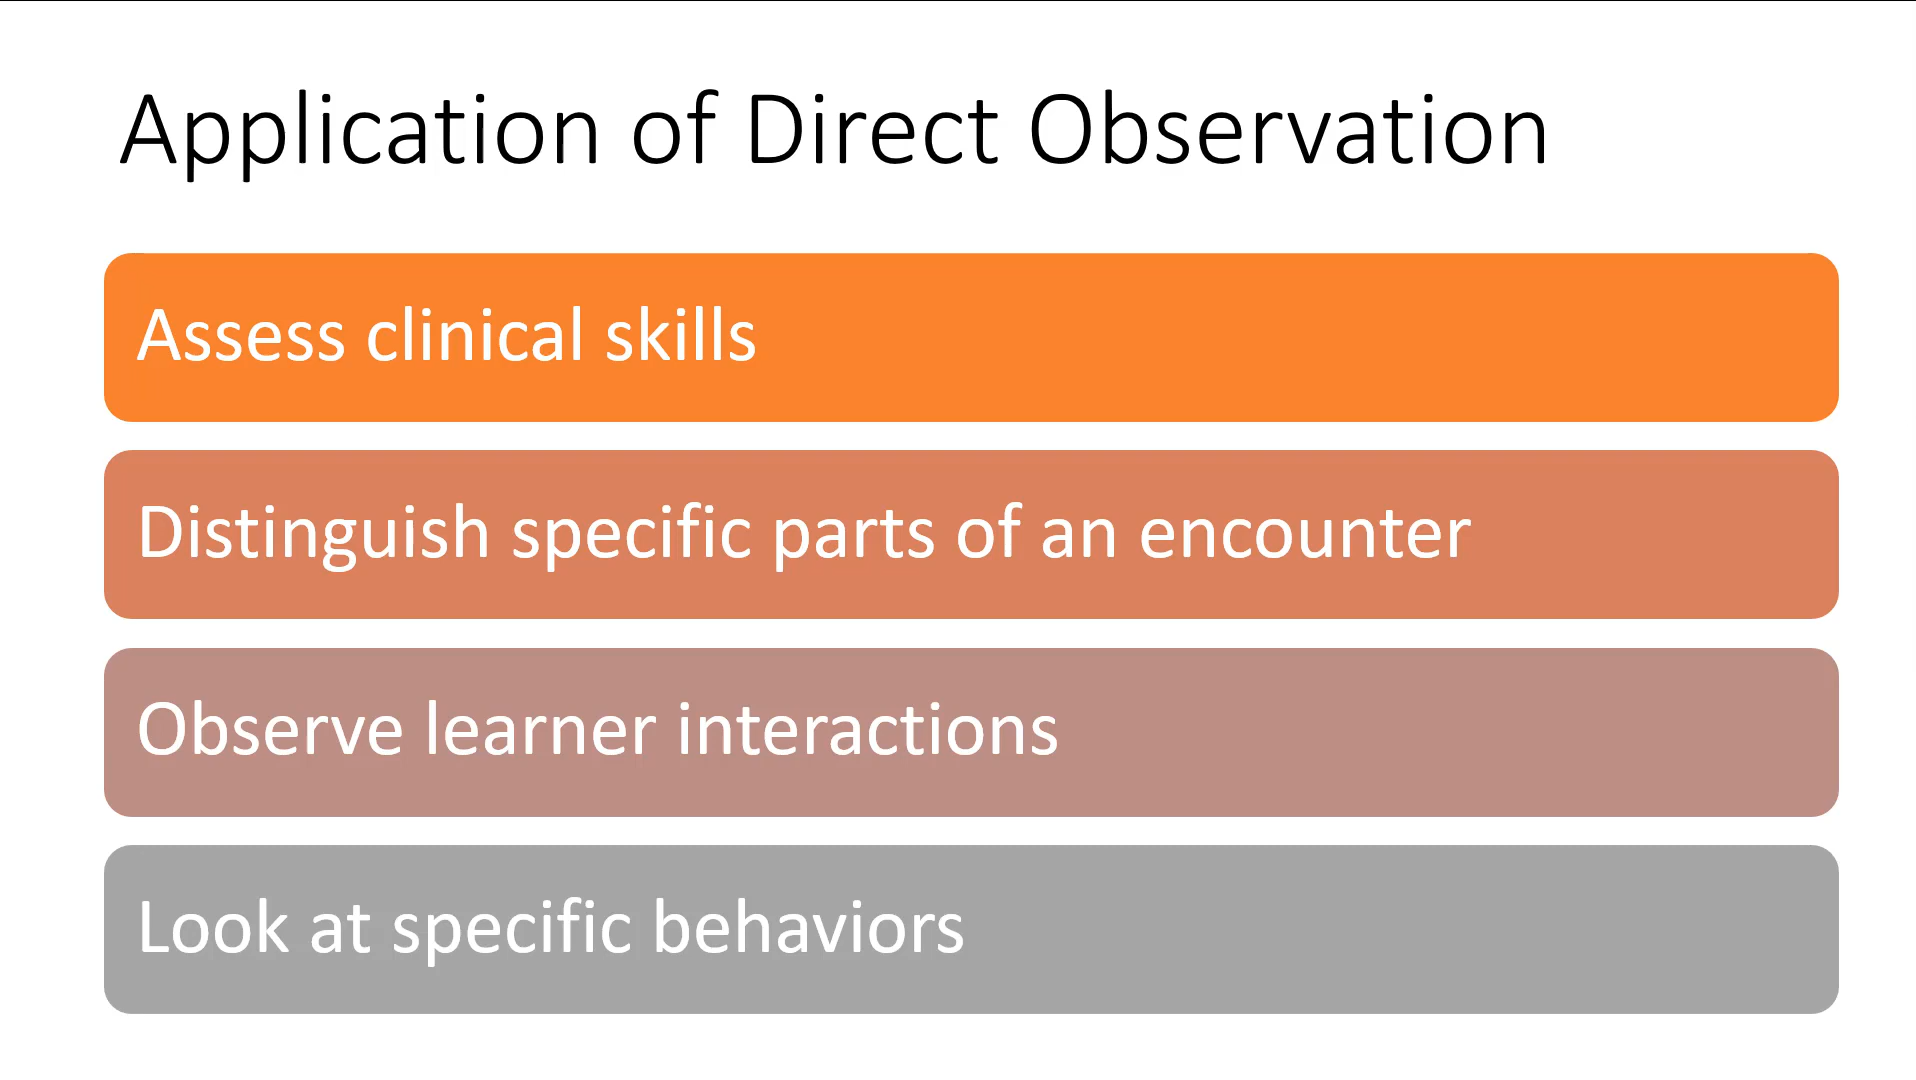 Application of Direct Observation
Assess clinical skills
Distinguish specific parts of an encounter
Observe learner interactions
Look at specific behaviors